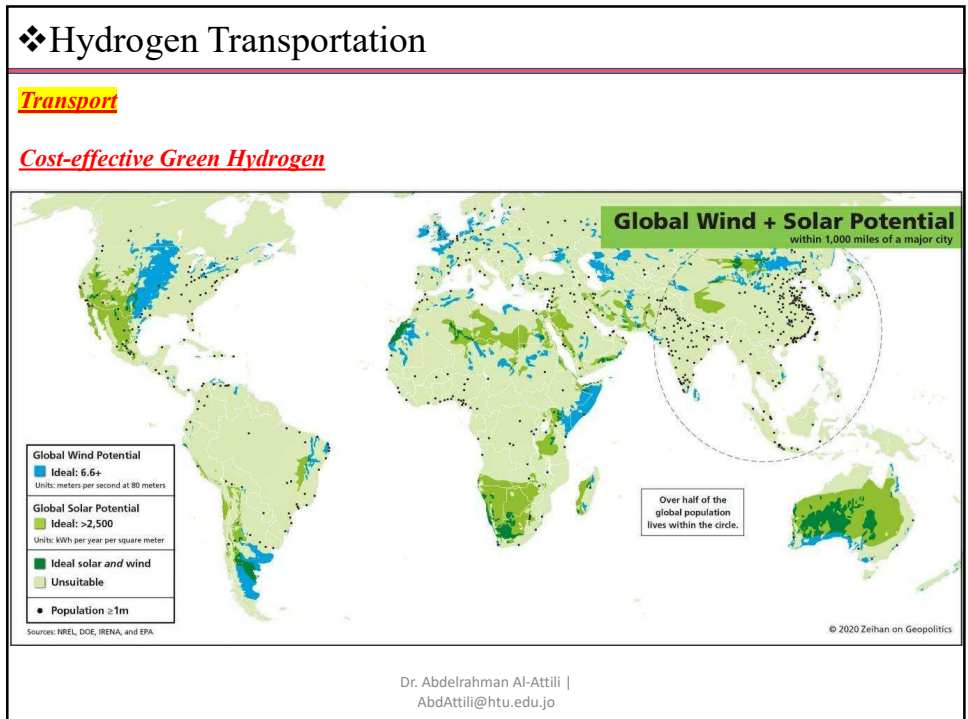 ❖Hydrogen Transportation
Transport
Cost-effective Green Hydrogen
Global Wind + Solar Potential
within 1,000 miles of a major city
Global Wind Potential
Ideal: 6.6+
Units: meters per second at 80 meters
Global Solar Potential
Ideal: >2,500
Units: kWh per year per square meter
Ideal solar and wind
Unsuitable
• Population ≥1m
Sources: NREL, DOE, IRENA, and EPA
Over half of the
global population
lives within the circle.
© 2020 Zeihan on Geopolitics
Dr. Abdelrahman Al-Attili |
AbdAttili@htu.edu.jo